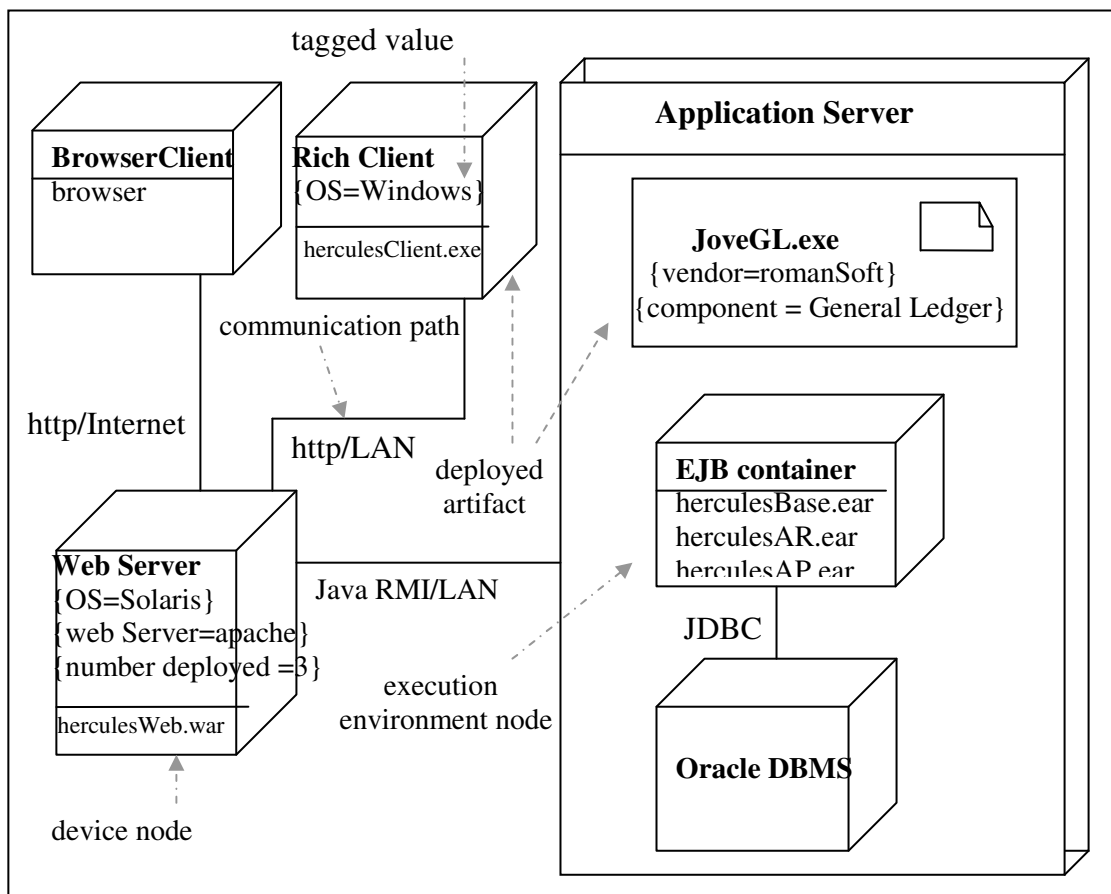 tagged value
Application Server
BrowserClient
browser
Rich Client
{OS=Windows}
herculesClient.exe
JoveGL.exe
{vendor=romanSoft}
{component = General Ledger}
communication path
http/Internet
http/LAN
deployed
artifact
EJB container
herculesBase.ear
herculesAR.ear
herculesAP.ear
Web Server
{OS=Solaris}
{web Server=apache}
{number deployed =3}
herculesWeb.war
Java RMI/LAN
JDBC
execution
environment node
Oracle DBMS
device node